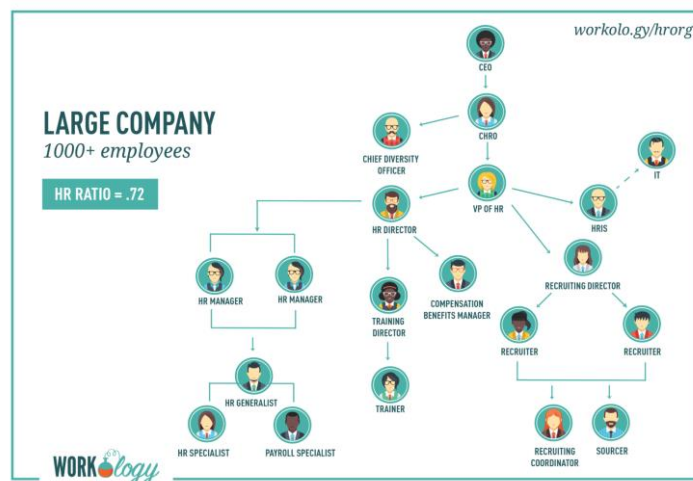 workolo.gy/hrorg
CEO
LARGE COMPANY
1000+ employees
HR RATIO = .72
CHRO
CHIEF DIVERSITY
OFFICER
IT
VP OF HR
HRIS
HR DIRECTOR
RECRUITING DIRECTOR
HR MANAGER
HR MANAGER
COMPENSATION
BENEFITS MANAGER
TRAINING
DIRECTOR
RECRUITER
RECRUITER
HR GENERALIST
TRAINER
HR SPECIALIST
PAYROLL SPECIALIST
RECRUITING
COORDINATOR
SOURCER
WORKology